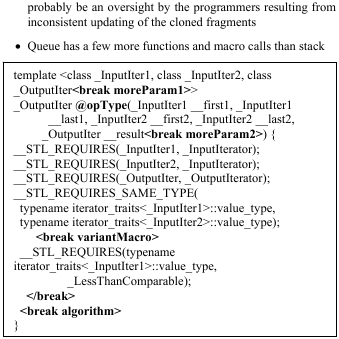 probably be an oversight by the programmers resulting from
inconsistent updating of the cloned fragments
• Queue has a few more functions and macro calls than stack
template <class _InputIter1, class _InputIter2, class
_OutputIter<break moreParam1>>
_OutputIter @opType(_InputIter1 __first1, _InputIter1
__last1, _InputIter2 __first2, _InputIter2 __last2,
_OutputIter __result<break moreParam2>) {
__STL_REQUIRES(_InputIter1, _InputIterator);
__STL_REQUIRES(_InputIter2, _InputIterator);
__STL_REQUIRES(_OutputIter, _OutputIterator);
__STL_REQUIRES_SAME_TYPE(
typename iterator_traits<_InputIter1>::value_type,
typename iterator_traits<_InputIter2>::value_type);
<break variantMacro>
__STL_REQUIRES(typename
iterator_traits<_InputIter1>::value_type,
_LessThanComparable);
</break>
<break algorithm>
}